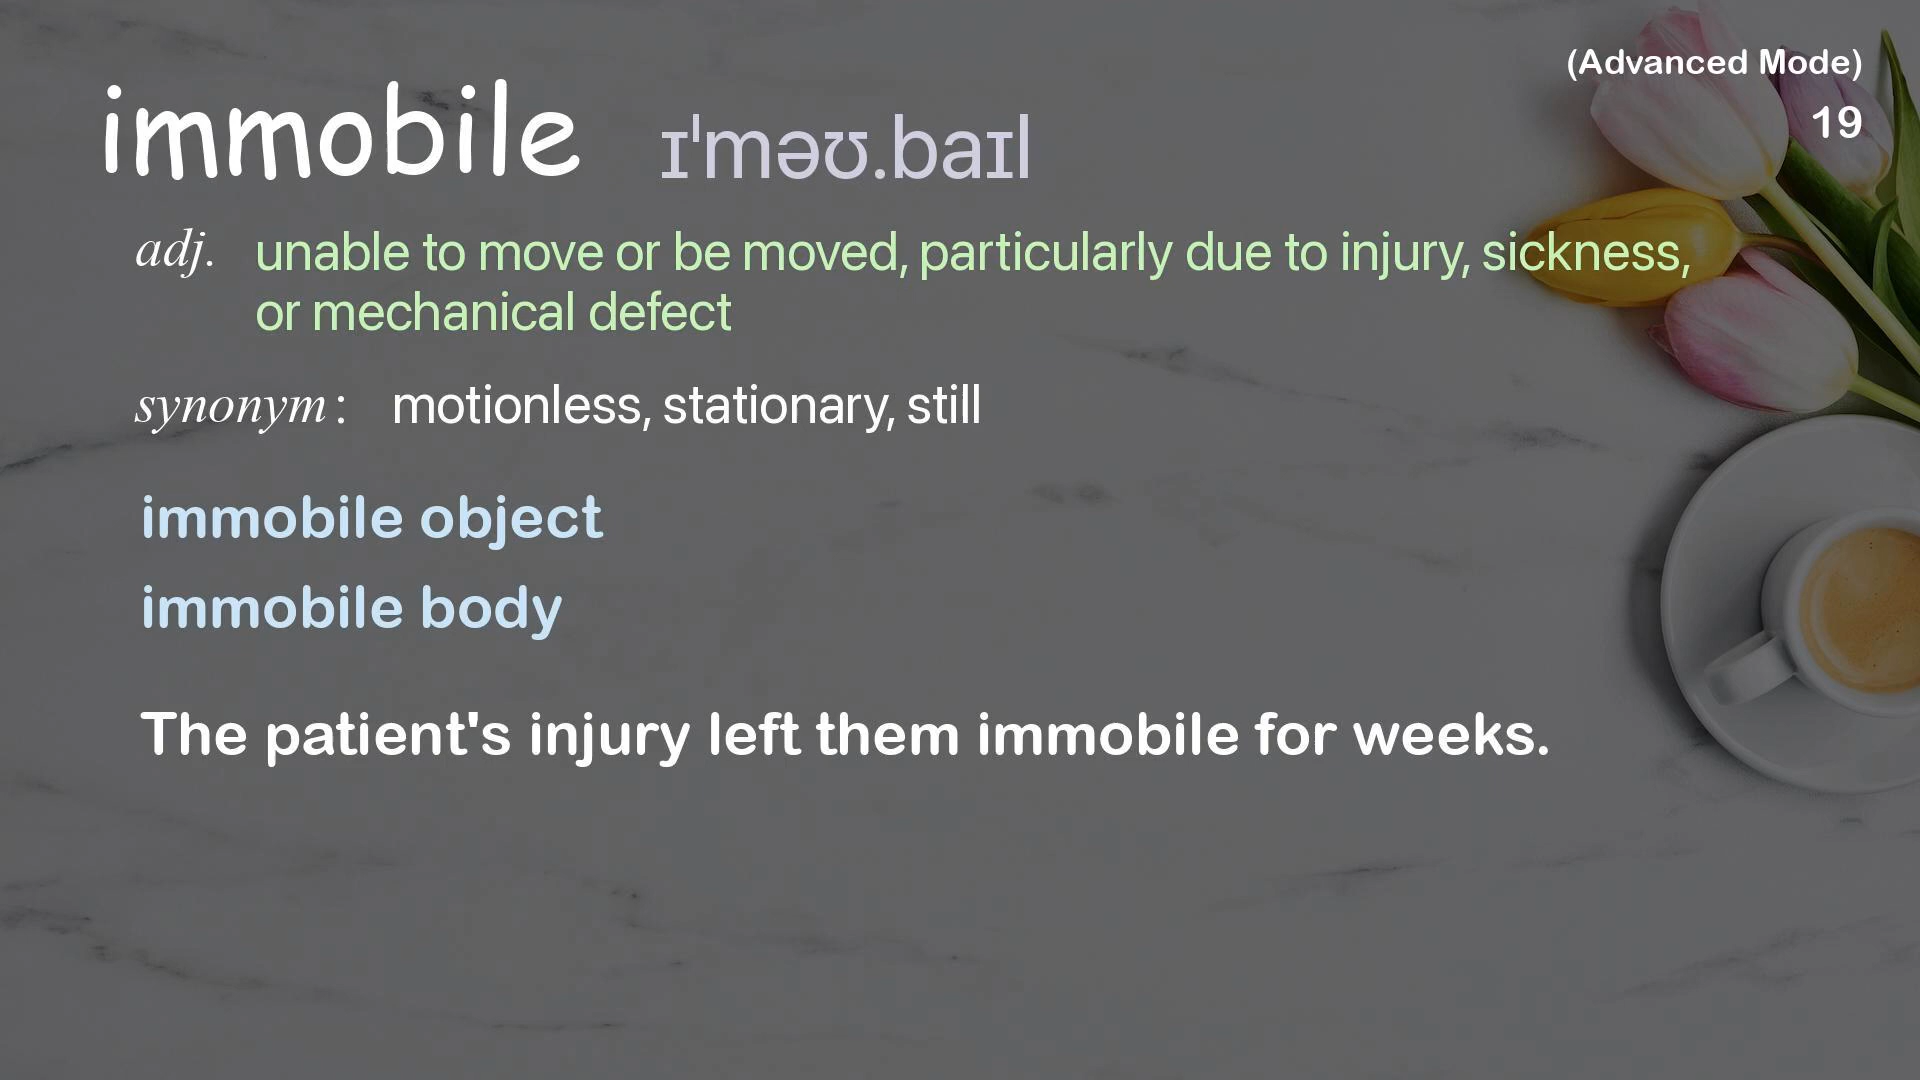 (Advanced Mode)
19
immobile ɪˈməʊ.baɪl
adj. unable to move or be moved, particularly due to injury, sickness,
or mechanical defect
synonym: motionless, stationary, still
immobile object
immobile body
The patient's injury left them immobile for weeks.